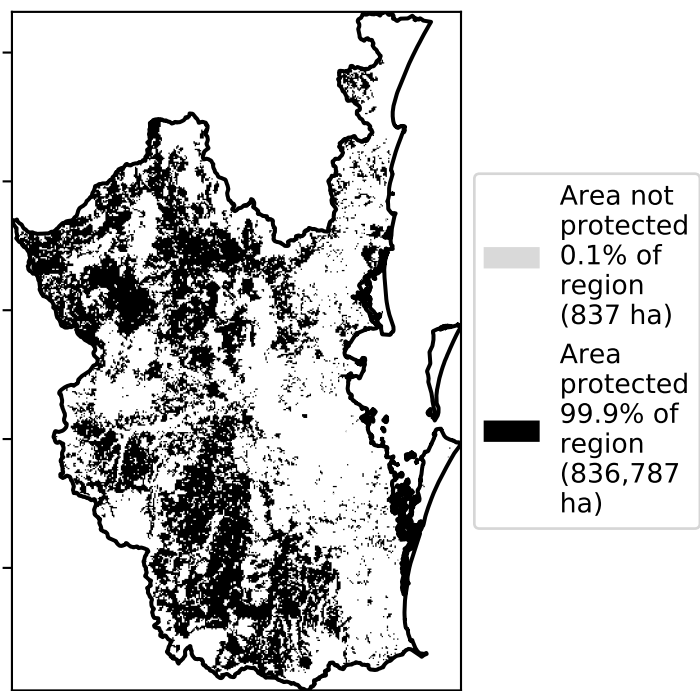 Area not
protected
0.1% of
region
(837 ha)
Area
protected
99.9% of
region
(836,787
ha)